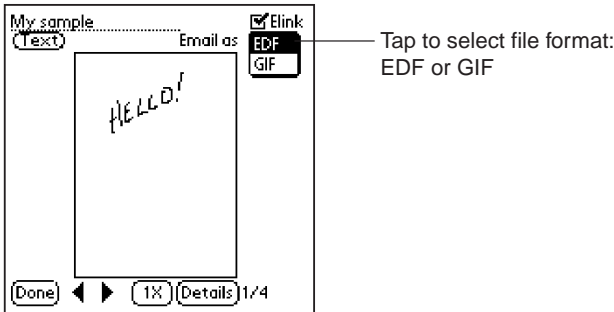 My sample Elink
(Text) Email as EDF
GIF
HELLO!
Done 1X Details 1/4
Tap to select file format:
EDF or GIF